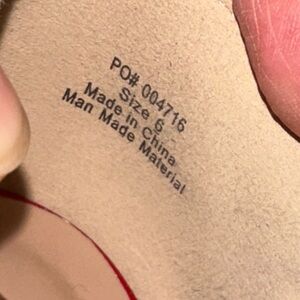 PO# 004716
Size 6
Made in China
Man Made Material